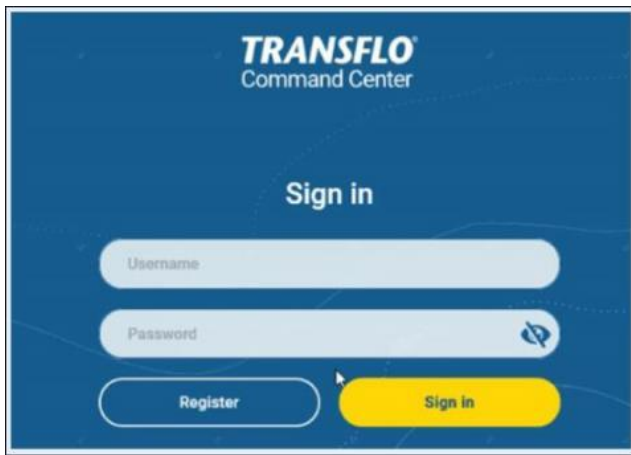 TRANSFLO®
Command Center
Sign in
Username
Password
Register
Sign in